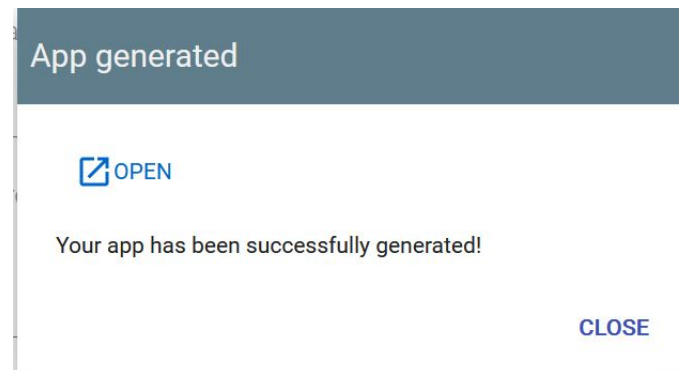 App generated
OPEN
Your app has been successfully generated!
CLOSE